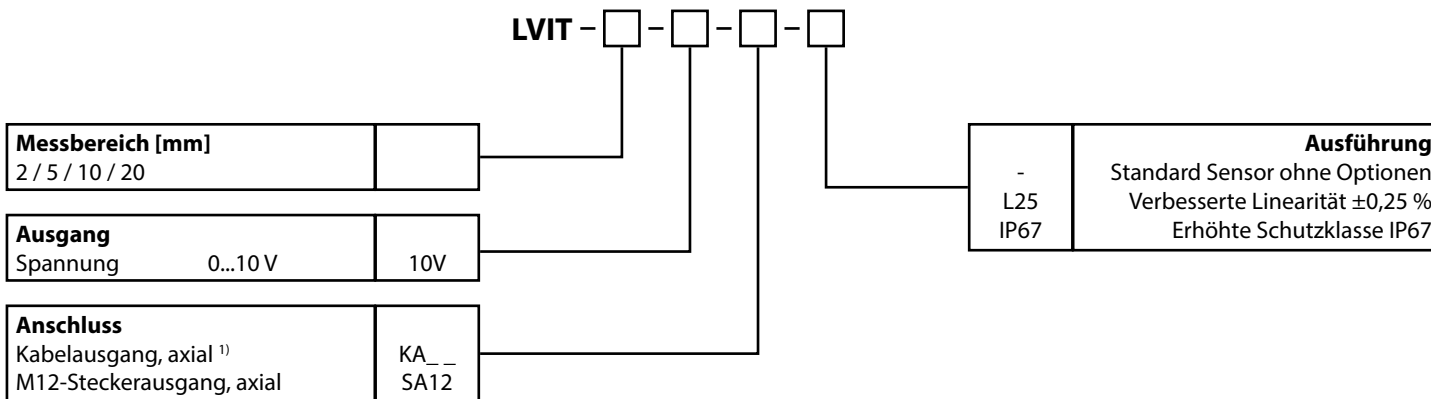 LVIT – – – –
Messbereich [mm]
2 / 5 / 10 / 20
Ausgang
Spannung 0...10 V 10V
Anschluss
Kabelausgang, axial ¹⁾ KA_ _
M12-Steckerausgang, axial SA12
Ausführung
- Standard Sensor ohne Optionen
L25 Verbesserte Linearität ±0,25 %
IP67 Erhöhte Schutzklasse IP67